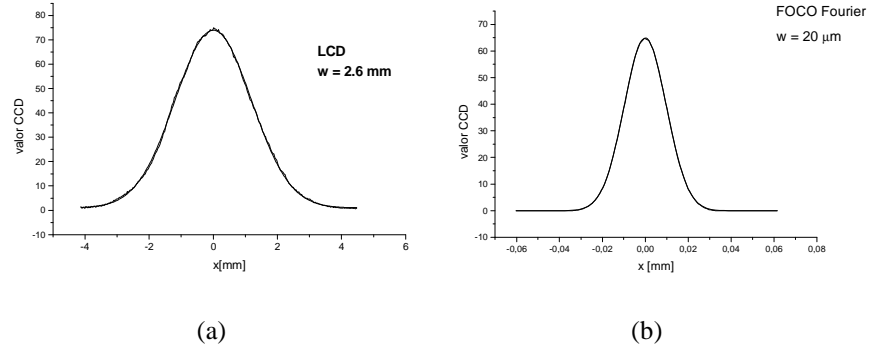 80
70
60
50
40
30
20
10
0
-10
valor CCD
-4 -2 0 2 4 6
x[mm]
LCD
w = 2.6 mm
(a)
FOCO Fourier
w = 20 μm
70
60
50
40
30
20
10
0
-10
valor CCD
-0,06 -0,04 -0,02 0,00 0,02 0,04 0,06 0,08
x [mm]
(b)